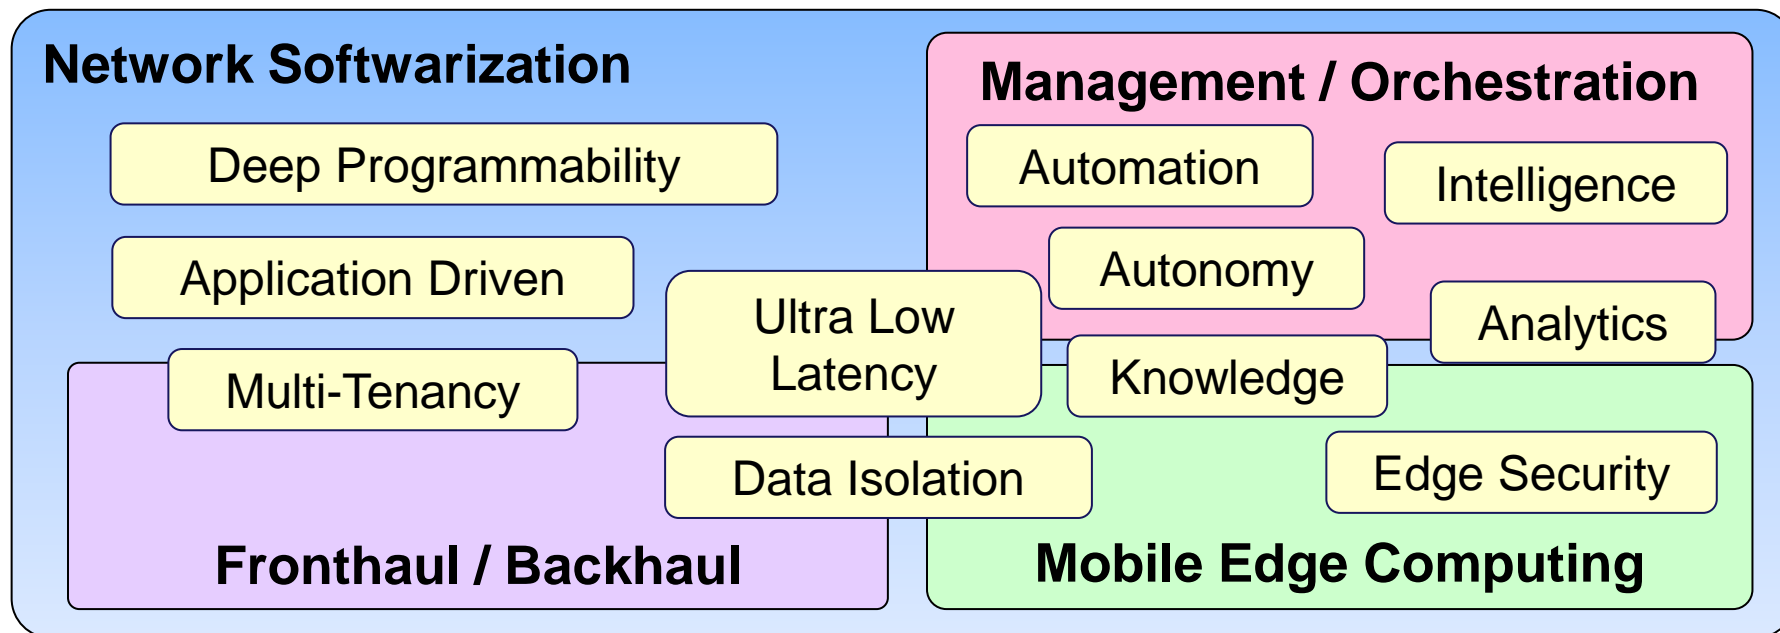 Network Softwarization
Deep Programmability
Application Driven
Multi-Tenancy
Ultra Low
Latency
Data Isolation
Fronthaul / Backhaul
Management / Orchestration
Automation
Intelligence
Autonomy
Analytics
Knowledge
Edge Security
Mobile Edge Computing